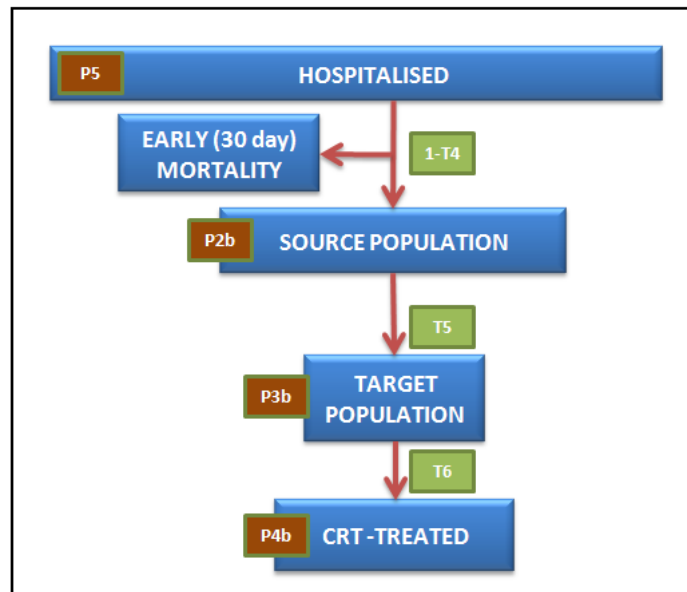 P5
HOSPITALISED
EARLY (30 day)
MORTALITY
1-T4
P2b
SOURCE POPULATION
T5
P3b
TARGET
POPULATION
T6
P4b
CRT -TREATED